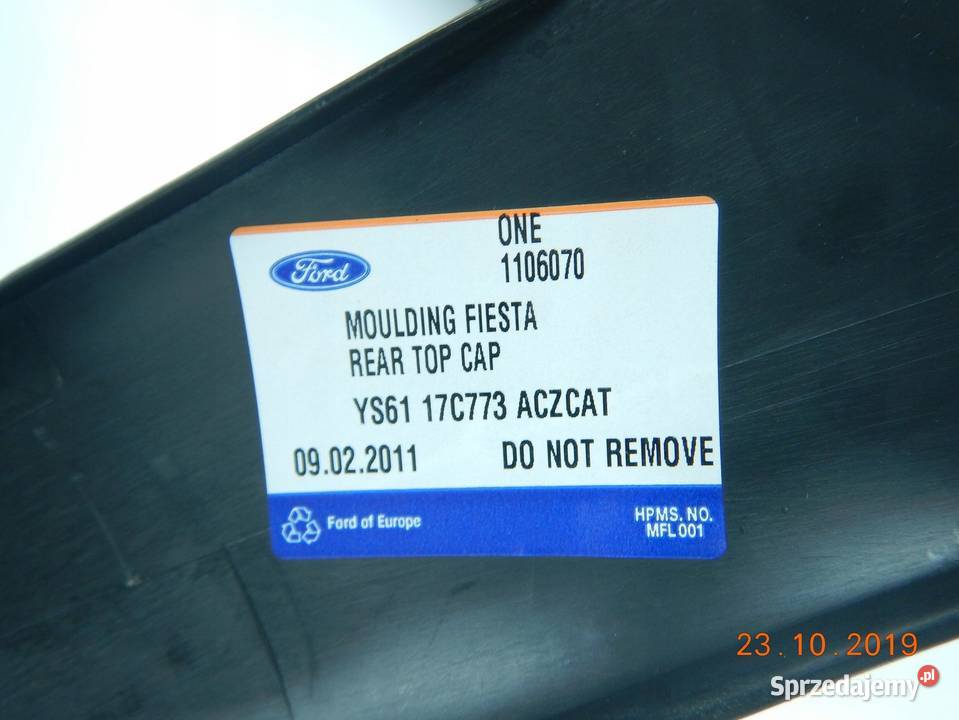 ONE
Ford
1106070
MOULDING FIESTA
REAR TOP CAP
YS61 17C773 ACZCAT
09.02.2011 DO NOT REMOVE
Ford of Europe
HPMS. NO.
MFL001
23.10.2019
Sprzedajemy.pl